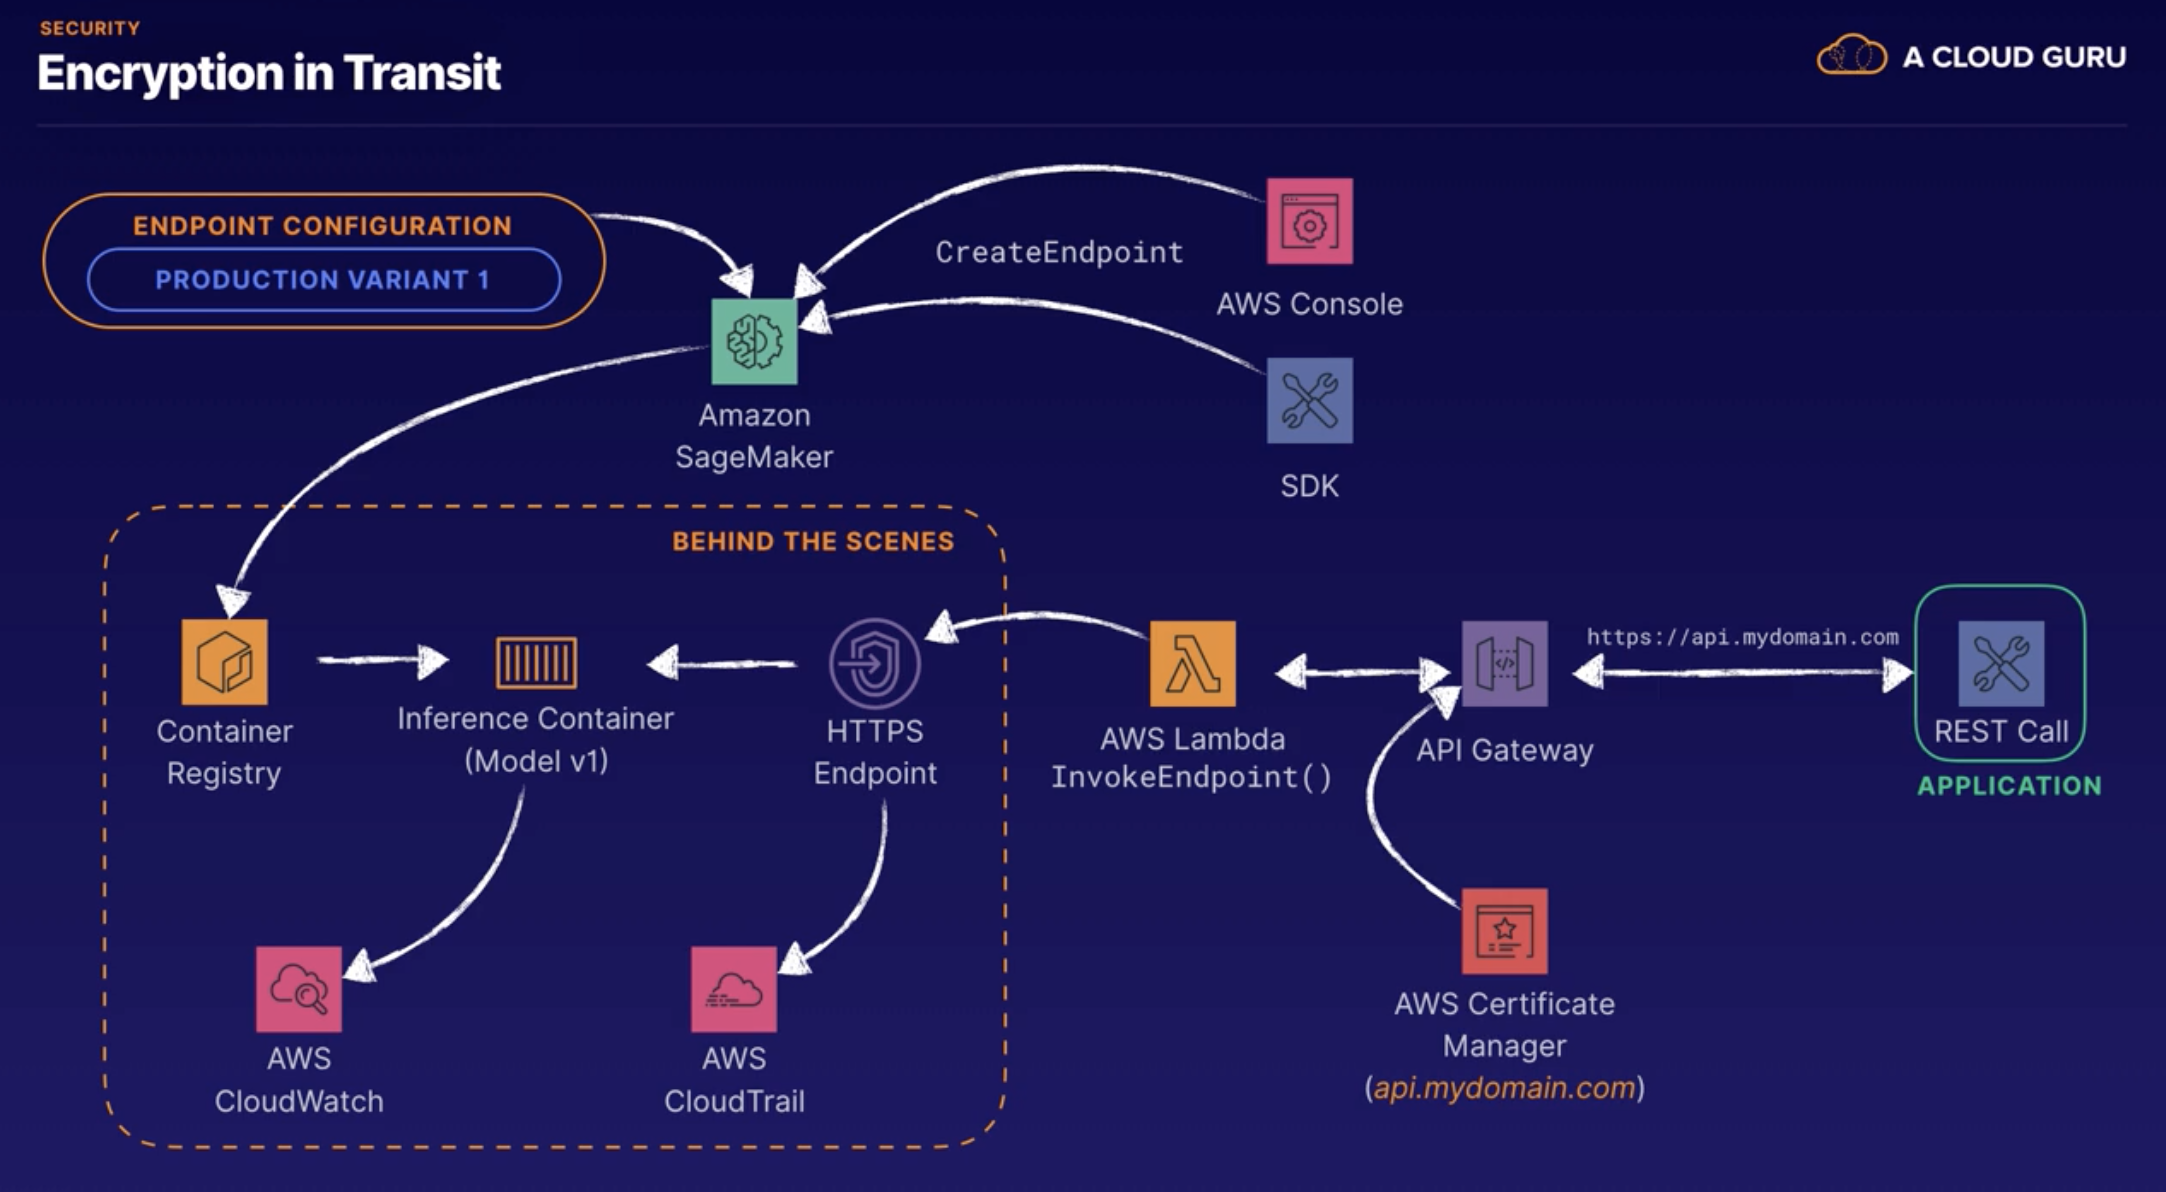 SECURITY
Encryption in Transit
A CLOUD GURU
ENDPOINT CONFIGURATION
PRODUCTION VARIANT 1
CreateEndpoint
AWS Console
Amazon
SageMaker
SDK
BEHIND THE SCENES
Container
Registry
Inference Container
(Model v1)
HTTPS
Endpoint
AWS Lambda
InvokeEndpoint()
API Gateway
https://api.mydomain.com
REST Call
APPLICATION
AWS
CloudWatch
AWS
CloudTrail
AWS Certificate
Manager
(api.mydomain.com)